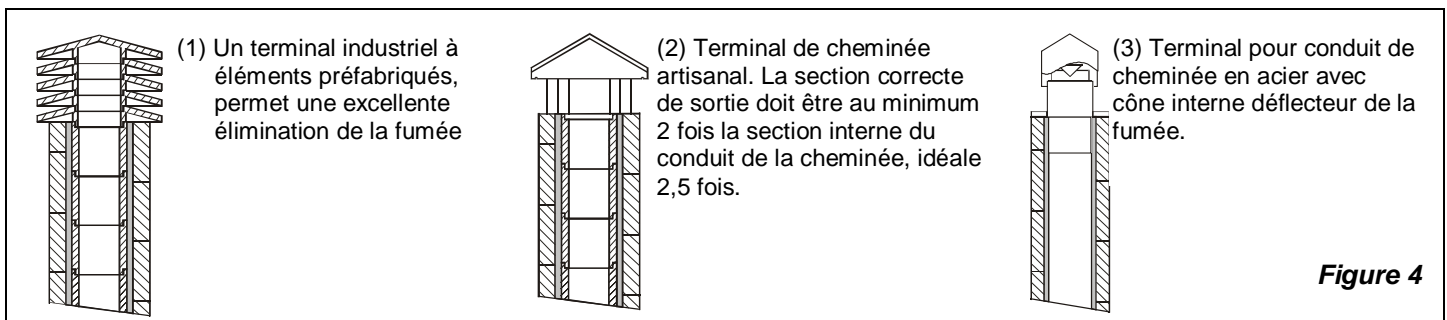 (1) Un terminal industriel à
éléments préfabriqués,
permet une excellente
élimination de la fumée
(2) Terminal de cheminée
artisanal. La section correcte
de sortie doit être au minimum
2 fois la section interne du
conduit de la cheminée, idéale
2,5 fois.
(3) Terminal pour conduit de
cheminée en acier avec
cône interne déflecteur de la
fumée.
Figure 4